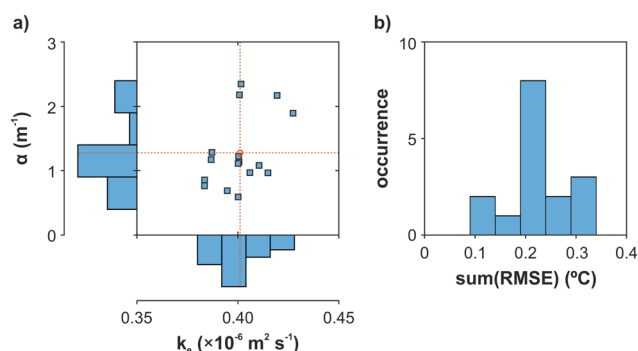 a)
b)
3
2
1
0
α (m⁻¹)
0.35
0.40
0.45
kₑ (×10⁻⁶ m² s⁻¹)
10
5
0
occurrence
0
0.1
0.2
0.3
0.4
sum(RMSE) (ºC)